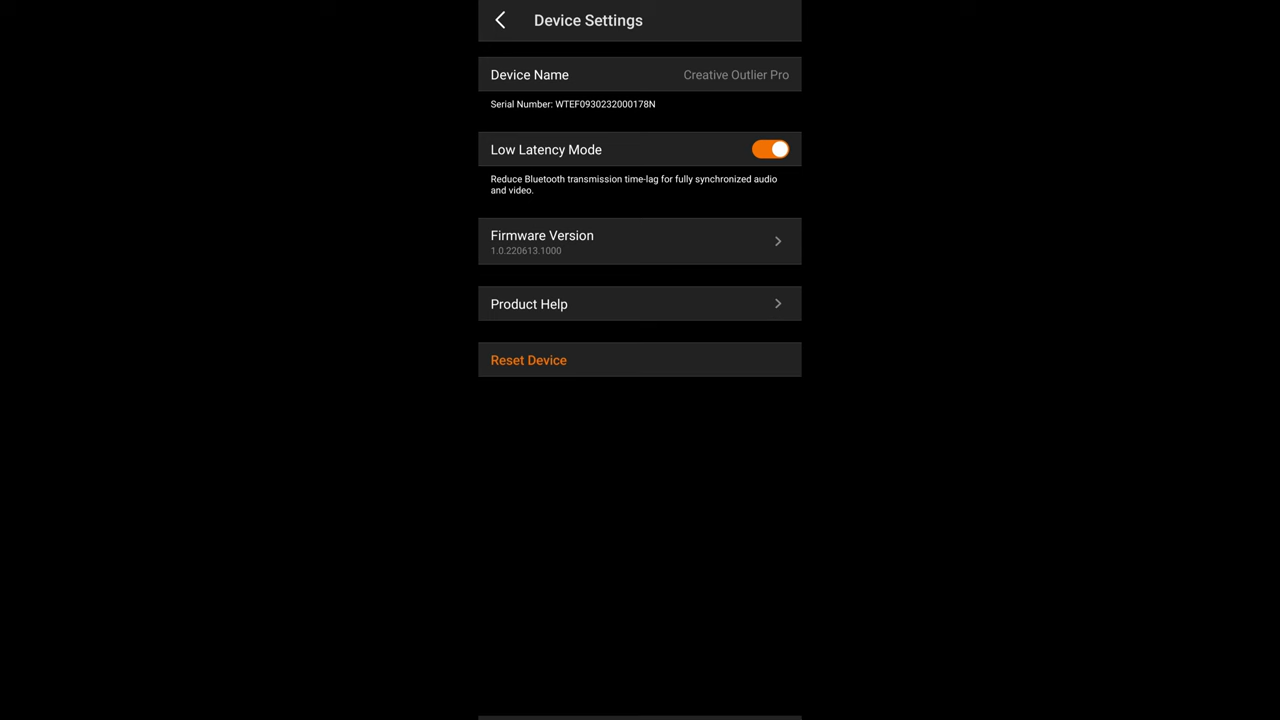 Device Settings
Device Name
Creative Outlier Pro
Serial Number: WTEF0930232000178N
Low Latency Mode
Reduce Bluetooth transmission time-lag for fully synchronized audio
and video.
Firmware Version
1.0.220613.1000
Product Help
Reset Device